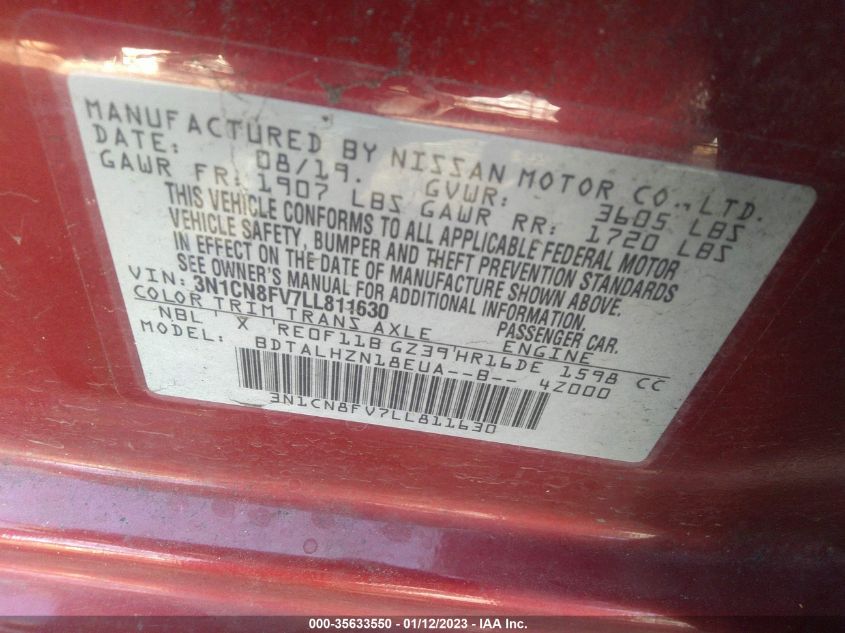 MANUFACTURED BY NISSAN MOTOR CO., LTD.
DATE: 08/19. GVWR: 3605 LBS
GAWR FR: 1907 LBS GAWR RR: 1720 LBS
THIS VEHICLE CONFORMS TO ALL APPLICABLE FEDERAL MOTOR
VEHICLE SAFETY, BUMPER AND THEFT PREVENTION STANDARDS
IN EFFECT ON THE DATE OF MANUFACTURE SHOWN ABOVE.
SEE OWNER'S MANUAL FOR ADDITIONAL INFORMATION.
VIN: 3N1CN8FV7LL811630 PASSENGER CAR.
COLOR TRIM TRANS AXLE ENGINE
NBL X RE0F11B GZ39 HR16DE 1598 CC
MODEL: BDTALHZN18EUA--B-- 4Z000
3N1CN8FV7LL811630
000-35633550 - 01/12/2023 - IAA Inc.